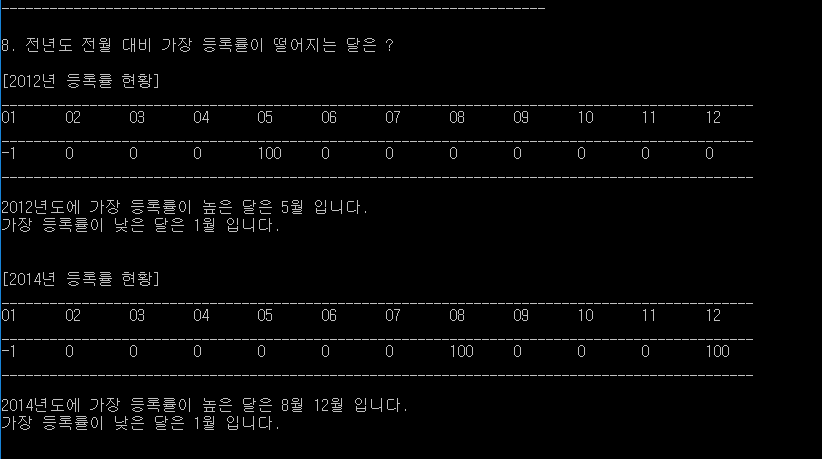 8. 전년도 전월 대비 가장 등록률이 떨어지는 달은 ?
[2012년 등록률 현황]
01 02 03 04 05 06 07 08 09 10 11 12
-1 0 0 0 100 0 0 0 0 0 0 0
2012년도에 가장 등록률이 높은 달은 5월 입니다.
가장 등록률이 낮은 달은 1월 입니다.
[2014년 등록률 현황]
01 02 03 04 05 06 07 08 09 10 11 12
-1 0 0 0 0 0 0 100 0 0 0 100
2014년도에 가장 등록률이 높은 달은 8월 12월 입니다.
가장 등록률이 낮은 달은 1월 입니다.